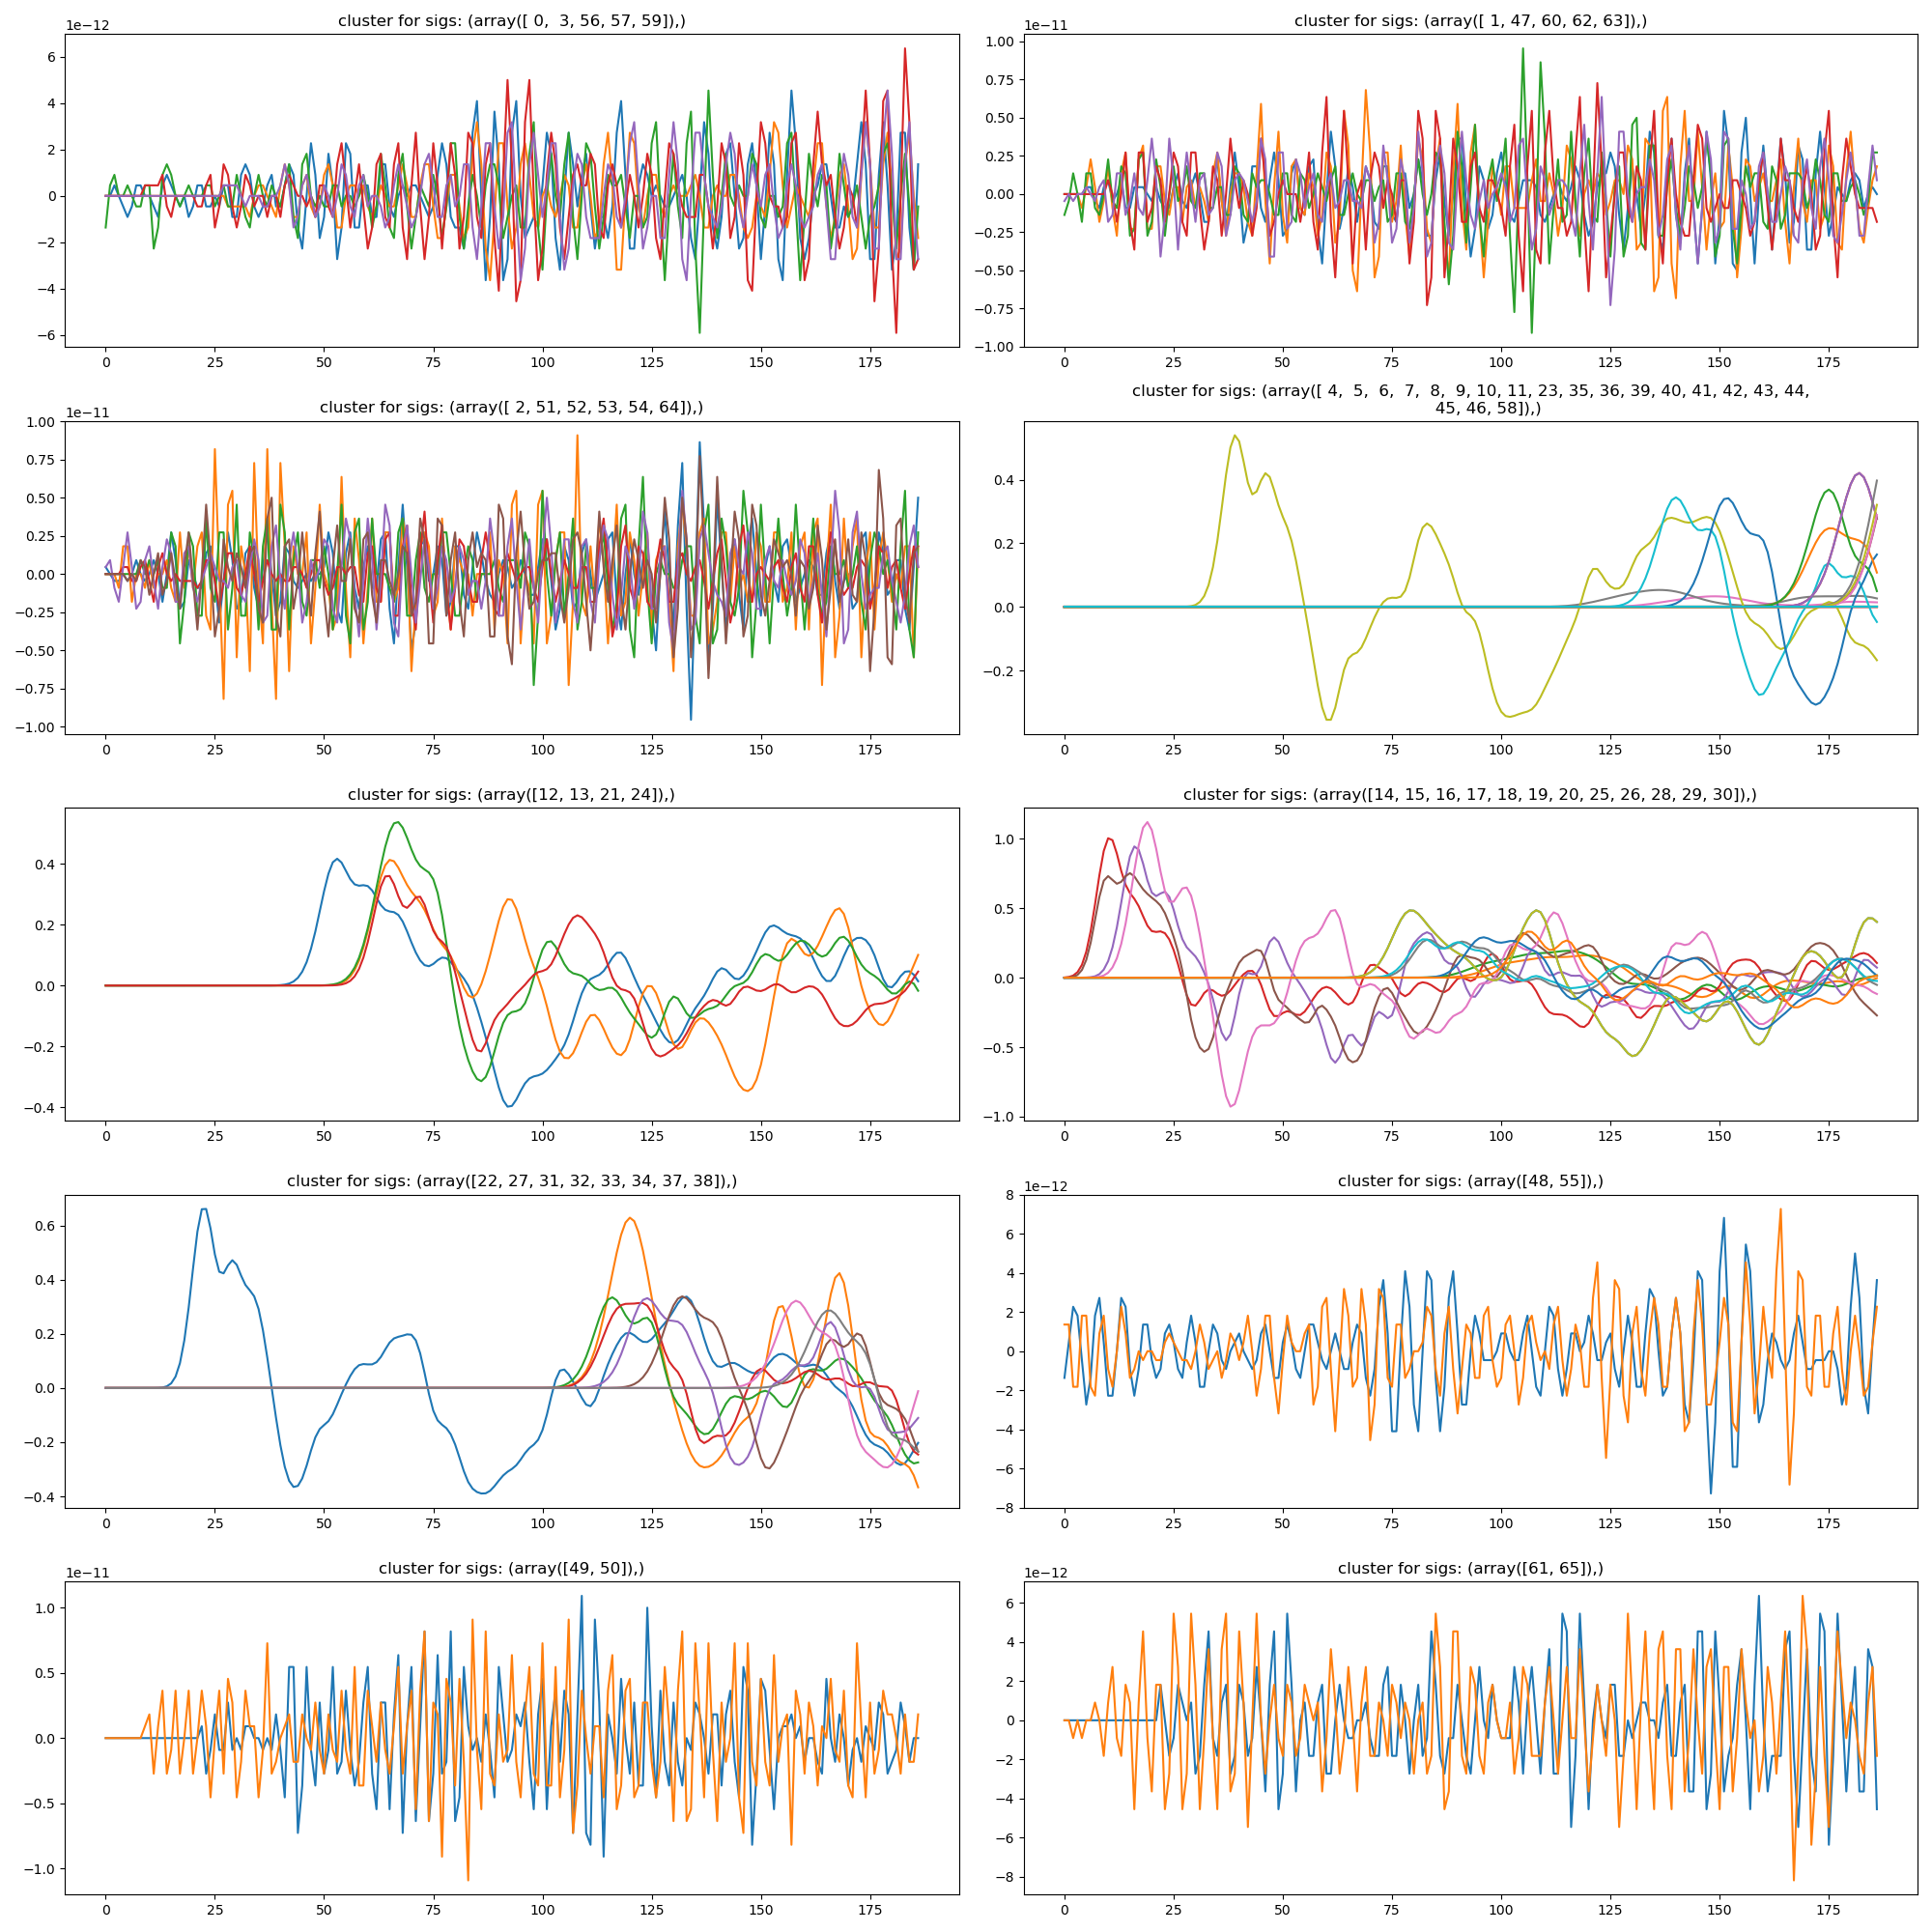 cluster for sigs: (array([ 0,  3, 56, 57, 59]),)
1e−12
6
4
2
0
−2
−4
−6
0 25 50 75 100 125 150 175
cluster for sigs: (array([ 1, 47, 60, 62, 63]),)
1e−11
1.00
0.75
0.50
0.25
0.00
−0.25
−0.50
−0.75
−1.00
0 25 50 75 100 125 150 175
cluster for sigs: (array([ 2, 51, 52, 53, 54, 64]),)
1e−11
1.00
0.75
0.50
0.25
0.00
−0.25
−0.50
−0.75
−1.00
0 25 50 75 100 125 150 175
cluster for sigs: (array([ 4,  5,  6,  7,  8,  9, 10, 11, 23, 35, 36, 39, 40, 41, 42, 43, 44,
45, 46, 58]),)
0.4
0.2
0.0
−0.2
0 25 50 75 100 125 150 175
cluster for sigs: (array([12, 13, 21, 24]),)
0.4
0.2
0.0
−0.2
−0.4
0 25 50 75 100 125 150 175
cluster for sigs: (array([14, 15, 16, 17, 18, 19, 20, 25, 26, 28, 29, 30]),)
1.0
0.5
0.0
−0.5
−1.0
0 25 50 75 100 125 150 175
cluster for sigs: (array([22, 27, 31, 32, 33, 34, 37, 38]),)
0.6
0.4
0.2
0.0
−0.2
−0.4
0 25 50 75 100 125 150 175
cluster for sigs: (array([48, 55]),)
1e−12
8
6
4
2
0
−2
−4
−6
−8
0 25 50 75 100 125 150 175
cluster for sigs: (array([49, 50]),)
1e−11
1.0
0.5
0.0
−0.5
−1.0
0 25 50 75 100 125 150 175
cluster for sigs: (array([61, 65]),)
1e−12
6
4
2
0
−2
−4
−6
−8
0 25 50 75 100 125 150 175